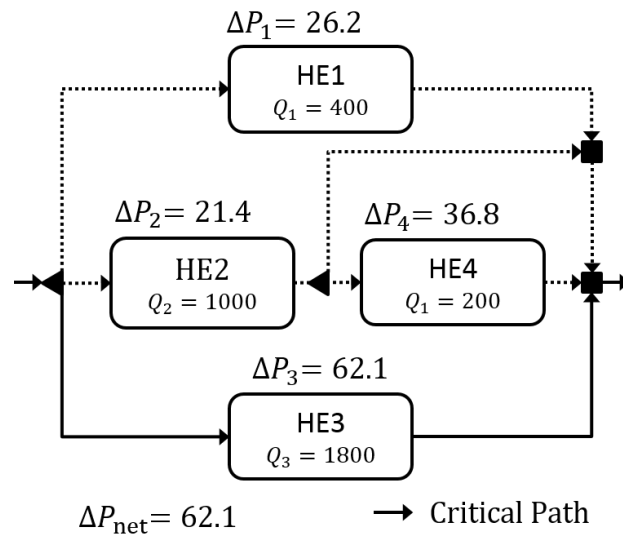 ΔP₁= 26.2
HE1
Q₁ = 400
ΔP₂= 21.4
HE2
Q₂ = 1000
ΔP₄= 36.8
HE4
Q₁ = 200
ΔP₃= 62.1
HE3
Q₃ = 1800
ΔP_net = 62.1
Critical Path